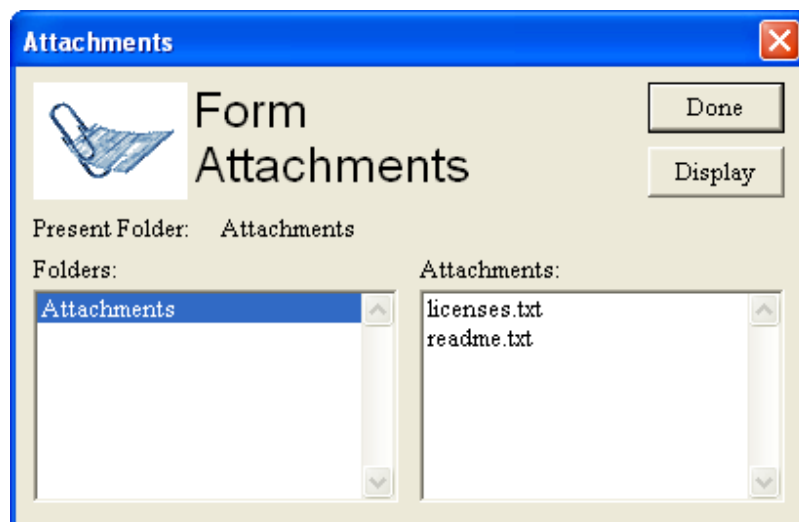 Attachments
Form
Attachments
Done
Display
Present Folder: Attachments
Folders:
Attachments:
Attachments
licenses.txt
readme.txt